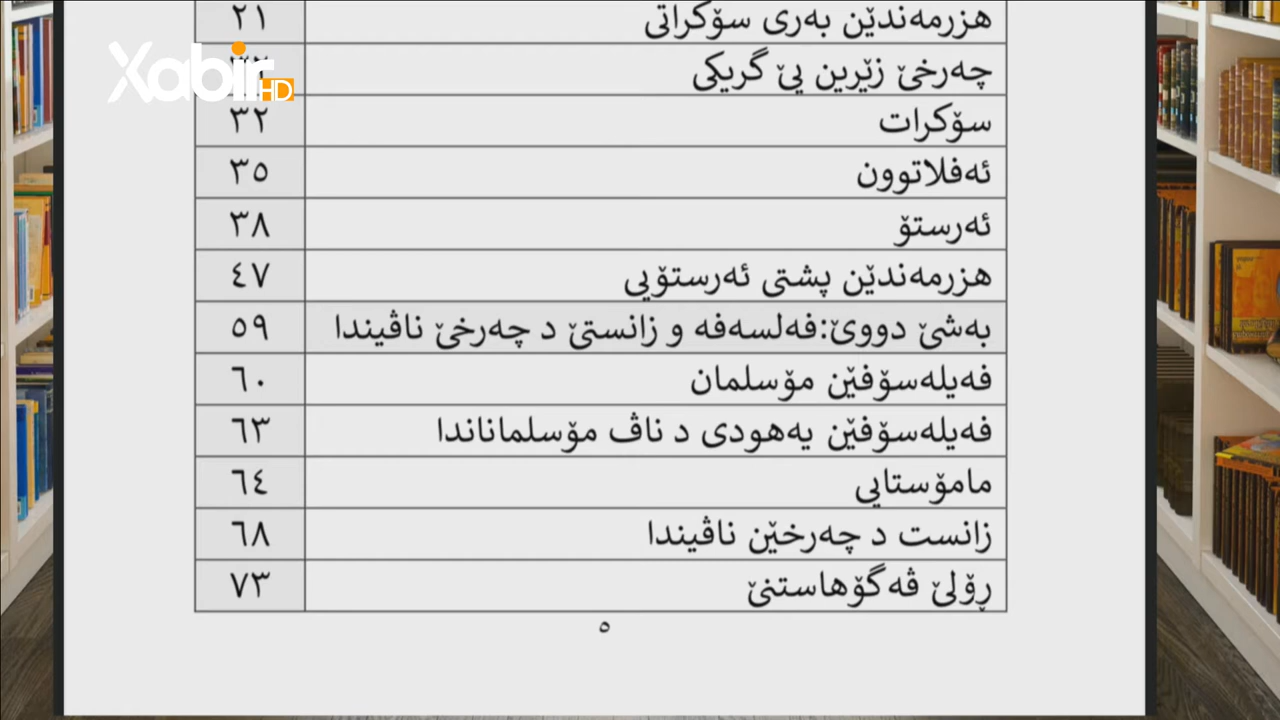 هزرمەندێن بەری سۆکراتی ٢١
Xabir HD
چەرخێ زێرین یێ گریکی
سۆکرات ٣٢
ئەفلاتوون ٣٥
ئەرستۆ ٣٨
هزرمەندێن پشتی ئەرستۆیی ٤٧
بەشێ دووێ:فەلسەفە و زانستێ د چەرخێ ناڤیندا ٥٩
فەیلەسۆفێن مۆسلمان ٦٠
فەیلەسۆفێن یەهودی د ناڤ مۆسلماناندا ٦٣
مامۆستایی ٦٤
زانست د چەرخێن ناڤیندا ٦٨
ڕۆلێ ڤەگۆهاستنێ ٧٣
٥